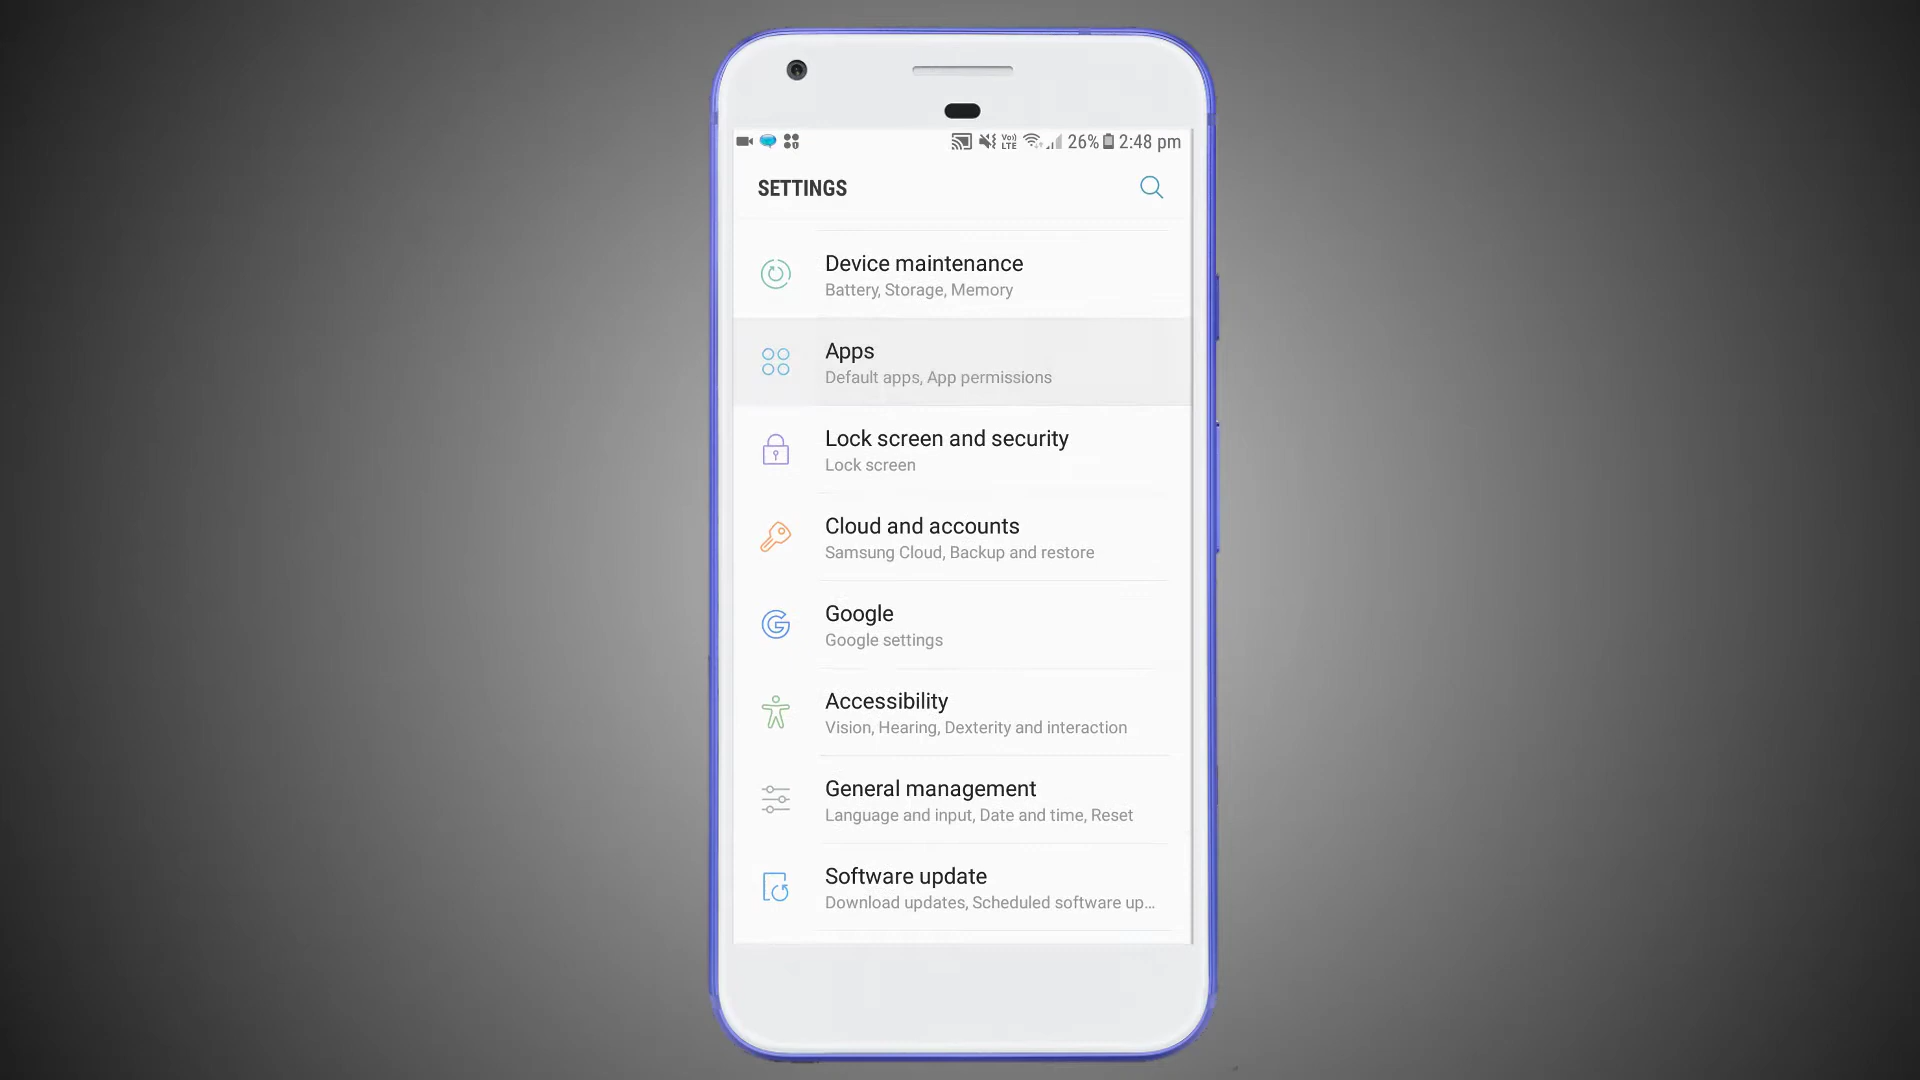 Vo)) LTE 26% 2:48 pm
SETTINGS
Device maintenance
Battery, Storage, Memory
Apps
Default apps, App permissions
Lock screen and security
Lock screen
Cloud and accounts
Samsung Cloud, Backup and restore
Google
Google settings
Accessibility
Vision, Hearing, Dexterity and interaction
General management
Language and input, Date and time, Reset
Software update
Download updates, Scheduled software up...